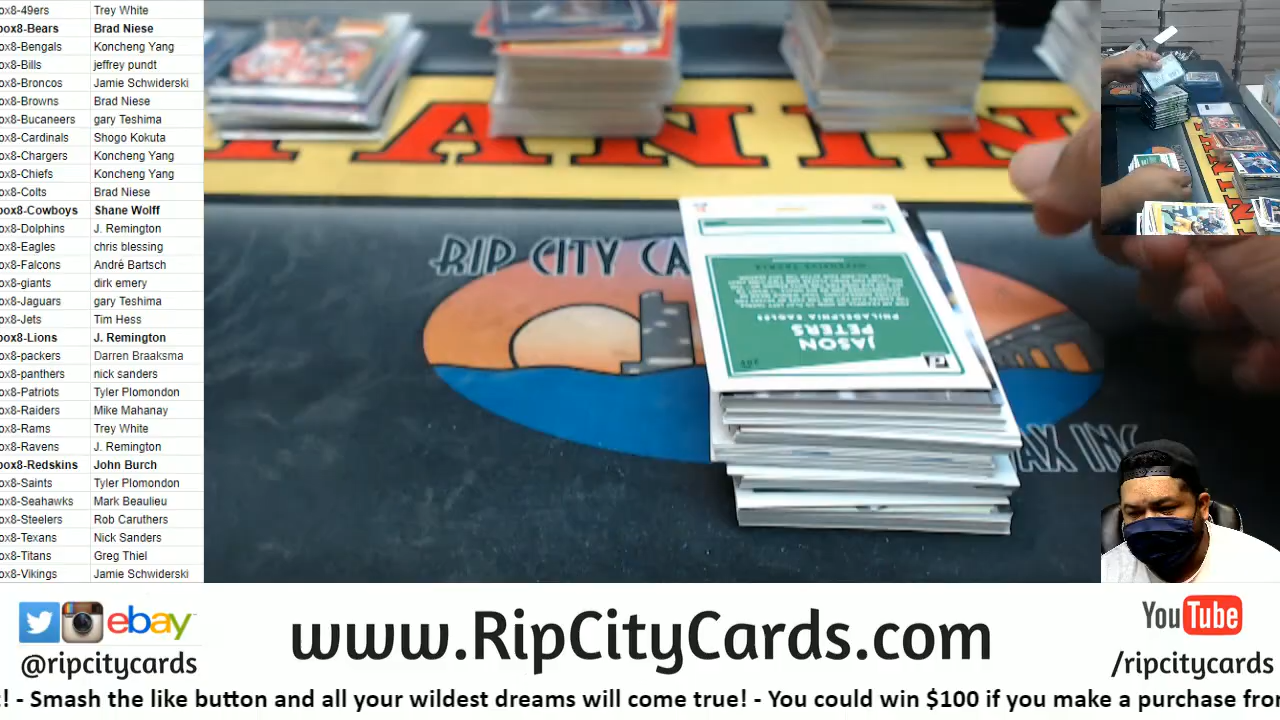 ox8-49ers Trey White
box8-Bears Brad Niese
ox8-Bengals Koncheng Yang
ox8-Bills jeffrey pundt
ox8-Broncos Jamie Schwiderski
ox8-Browns Brad Niese
ox8-Bucaneers gary Teshima
ox8-Cardinals Shogo Kokuta
ox8-Chargers Koncheng Yang
ox8-Chiefs Koncheng Yang
ox8-Colts Brad Niese
box8-Cowboys Shane Wolff
ox8-Dolphins J. Remington
ox8-Eagles chris blessing
ox8-Falcons André Bartsch
ox8-giants dirk emery
ox8-Jaguars gary Teshima
ox8-Jets Tim Hess
box8-Lions J. Remington
ox8-packers Darren Braaksma
ox8-panthers nick sanders
ox8-Patriots Tyler Plomondon
ox8-Raiders Mike Mahanay
ox8-Rams Trey White
ox8-Ravens J. Remington
box8-Redskins John Burch
ox8-Saints Tyler Plomondon
ox8-Seahawks Mark Beaulieu
ox8-Steelers Rob Caruthers
ox8-Texans Nick Sanders
ox8-Titans Greg Thiel
ox8-Vikings Jamie Schwiderski
PANINI
RIP CITY CA
AX INC
PHILADELPHIA EAGLES
JASON
PETERS
ebay
@ripcitycards
www.RipCityCards.com
YouTube
/ripcitycards
! - Smash the like button and all your wildest dreams will come true! - You could win $100 if you make a purchase fro